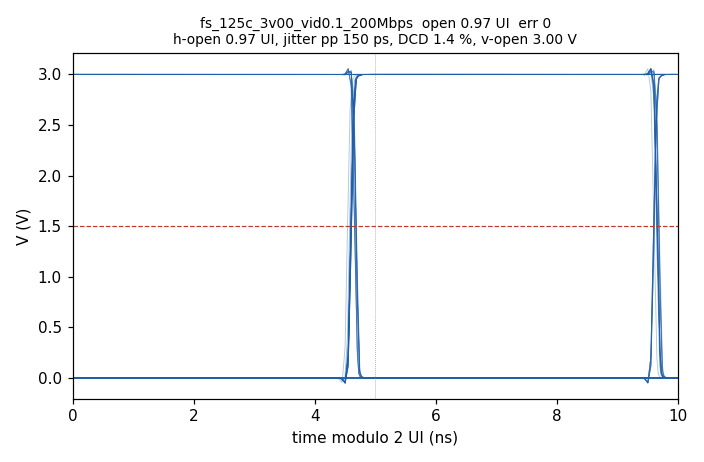 fs_125c_3v00_vid0.1_200Mbps  open 0.97 UI  err 0
h-open 0.97 UI, jitter pp 150 ps, DCD 1.4 %, v-open 3.00 V
V (V)
3.0
2.5
2.0
1.5
1.0
0.5
0.0
0 2 4 6 8 10
time modulo 2 UI (ns)